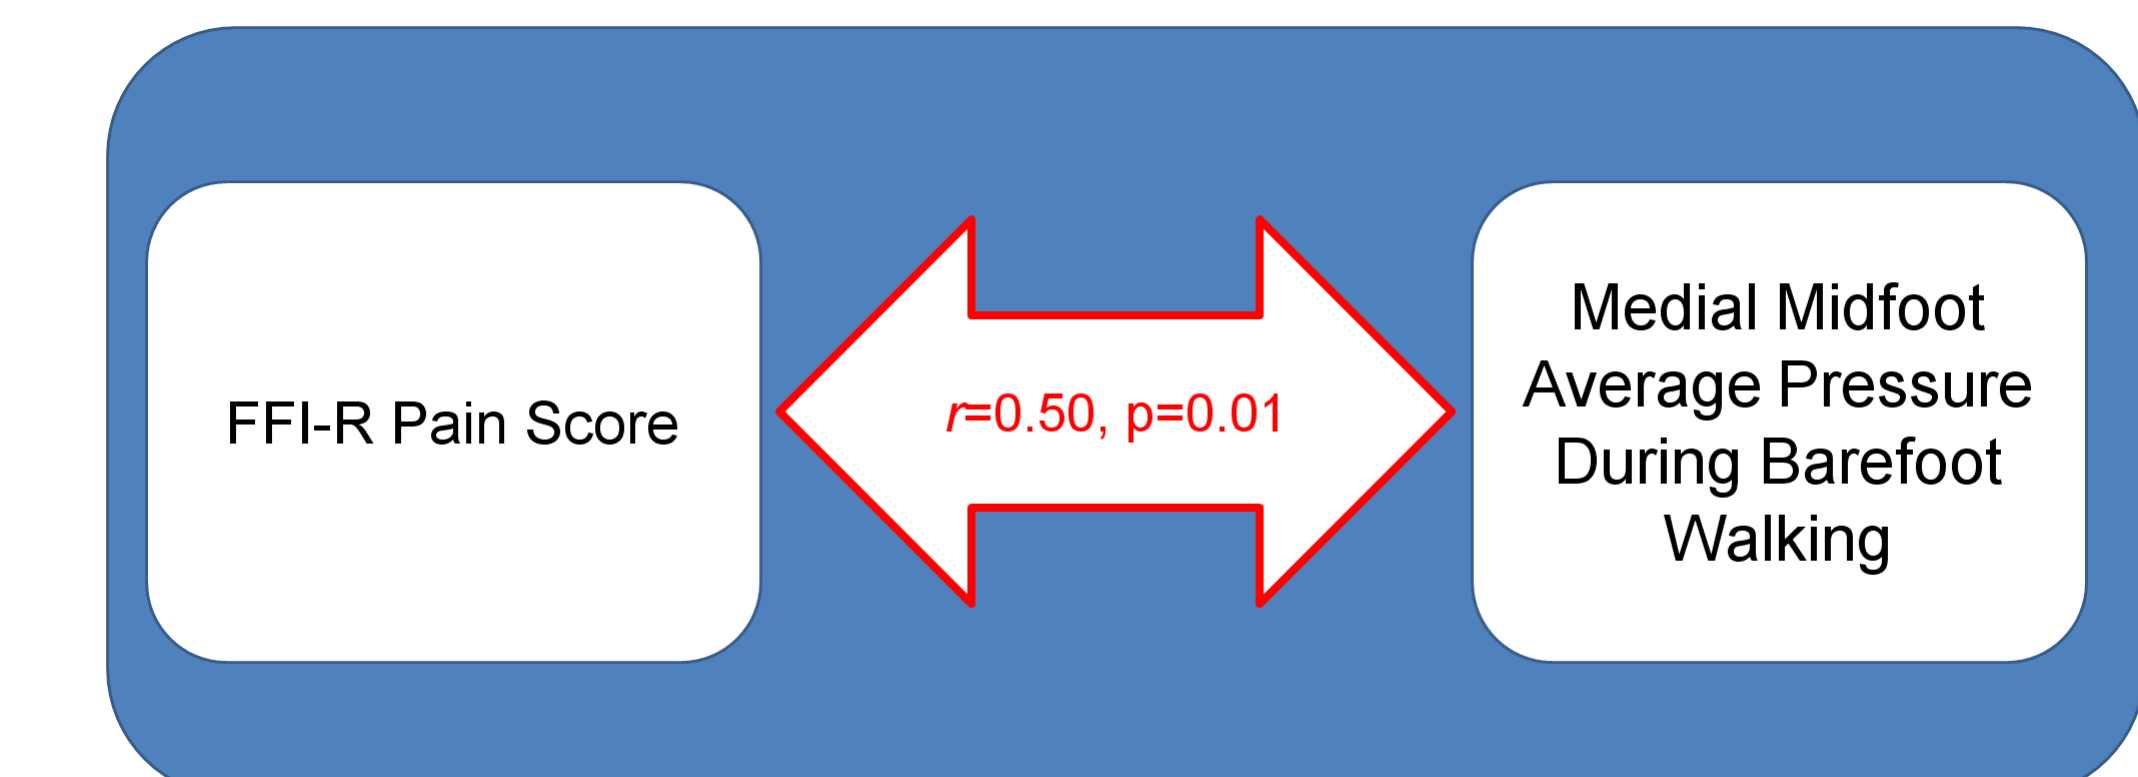 FFI-R Pain Score
r=0.50, p=0.01
Medial Midfoot
Average Pressure
During Barefoot
Walking